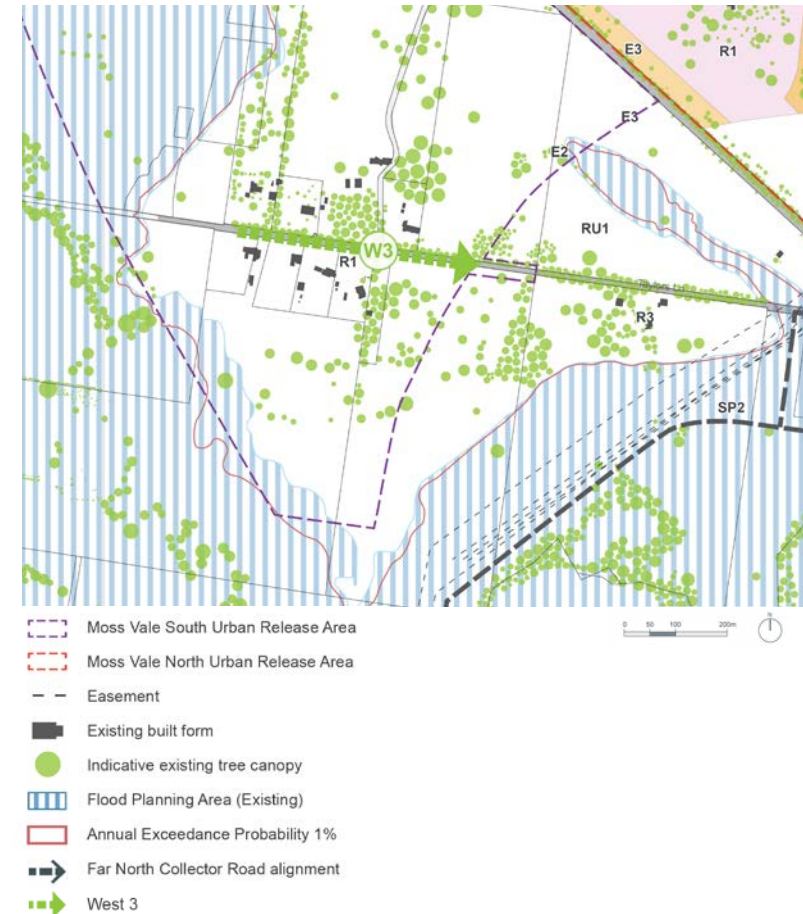 E3
R1
E3
E2
RU1
W3
R1
Taylors Ln
R3
SP2
Moss Vale South Urban Release Area
Moss Vale North Urban Release Area
Easement
Existing built form
Indicative existing tree canopy
Flood Planning Area (Existing)
Annual Exceedance Probability 1%
Far North Collector Road alignment
West 3
0 50 100 200m
N